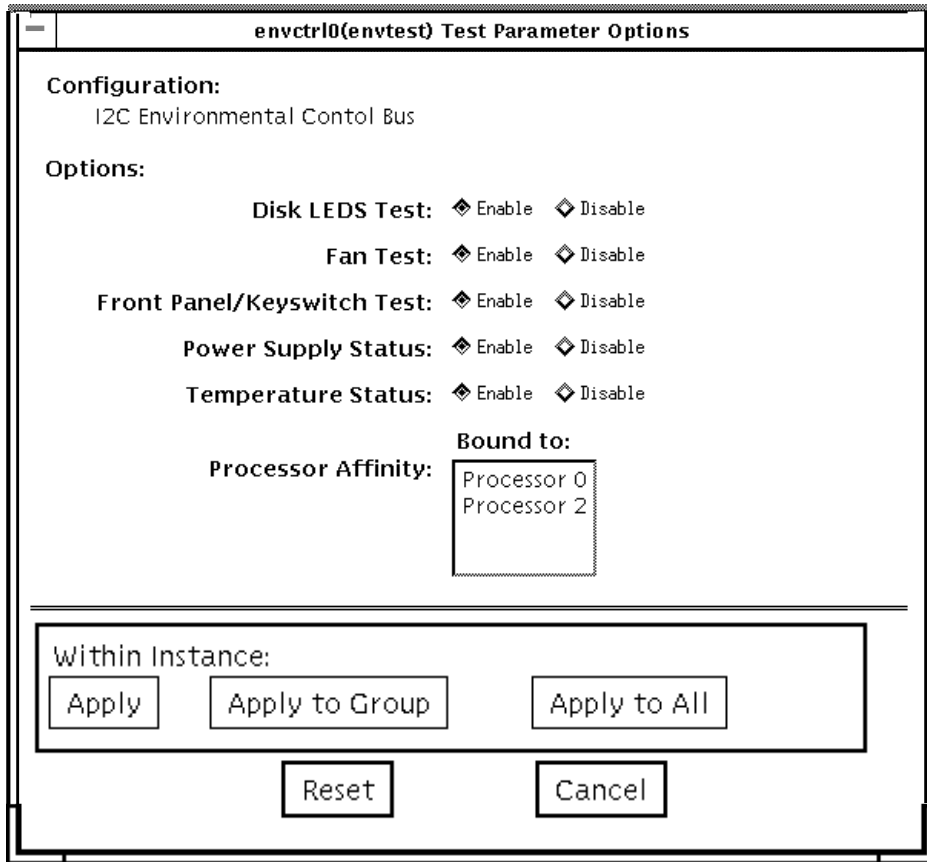 envctrl0(envtest) Test Parameter Options
Configuration:
I2C Environmental Contol Bus
Options:
Disk LEDS Test: Enable Disable
Fan Test: Enable Disable
Front Panel/Keyswitch Test: Enable Disable
Power Supply Status: Enable Disable
Temperature Status: Enable Disable
Bound to:
Processor Affinity: Processor 0
Processor 2
Within Instance:
Apply Apply to Group Apply to All
Reset Cancel